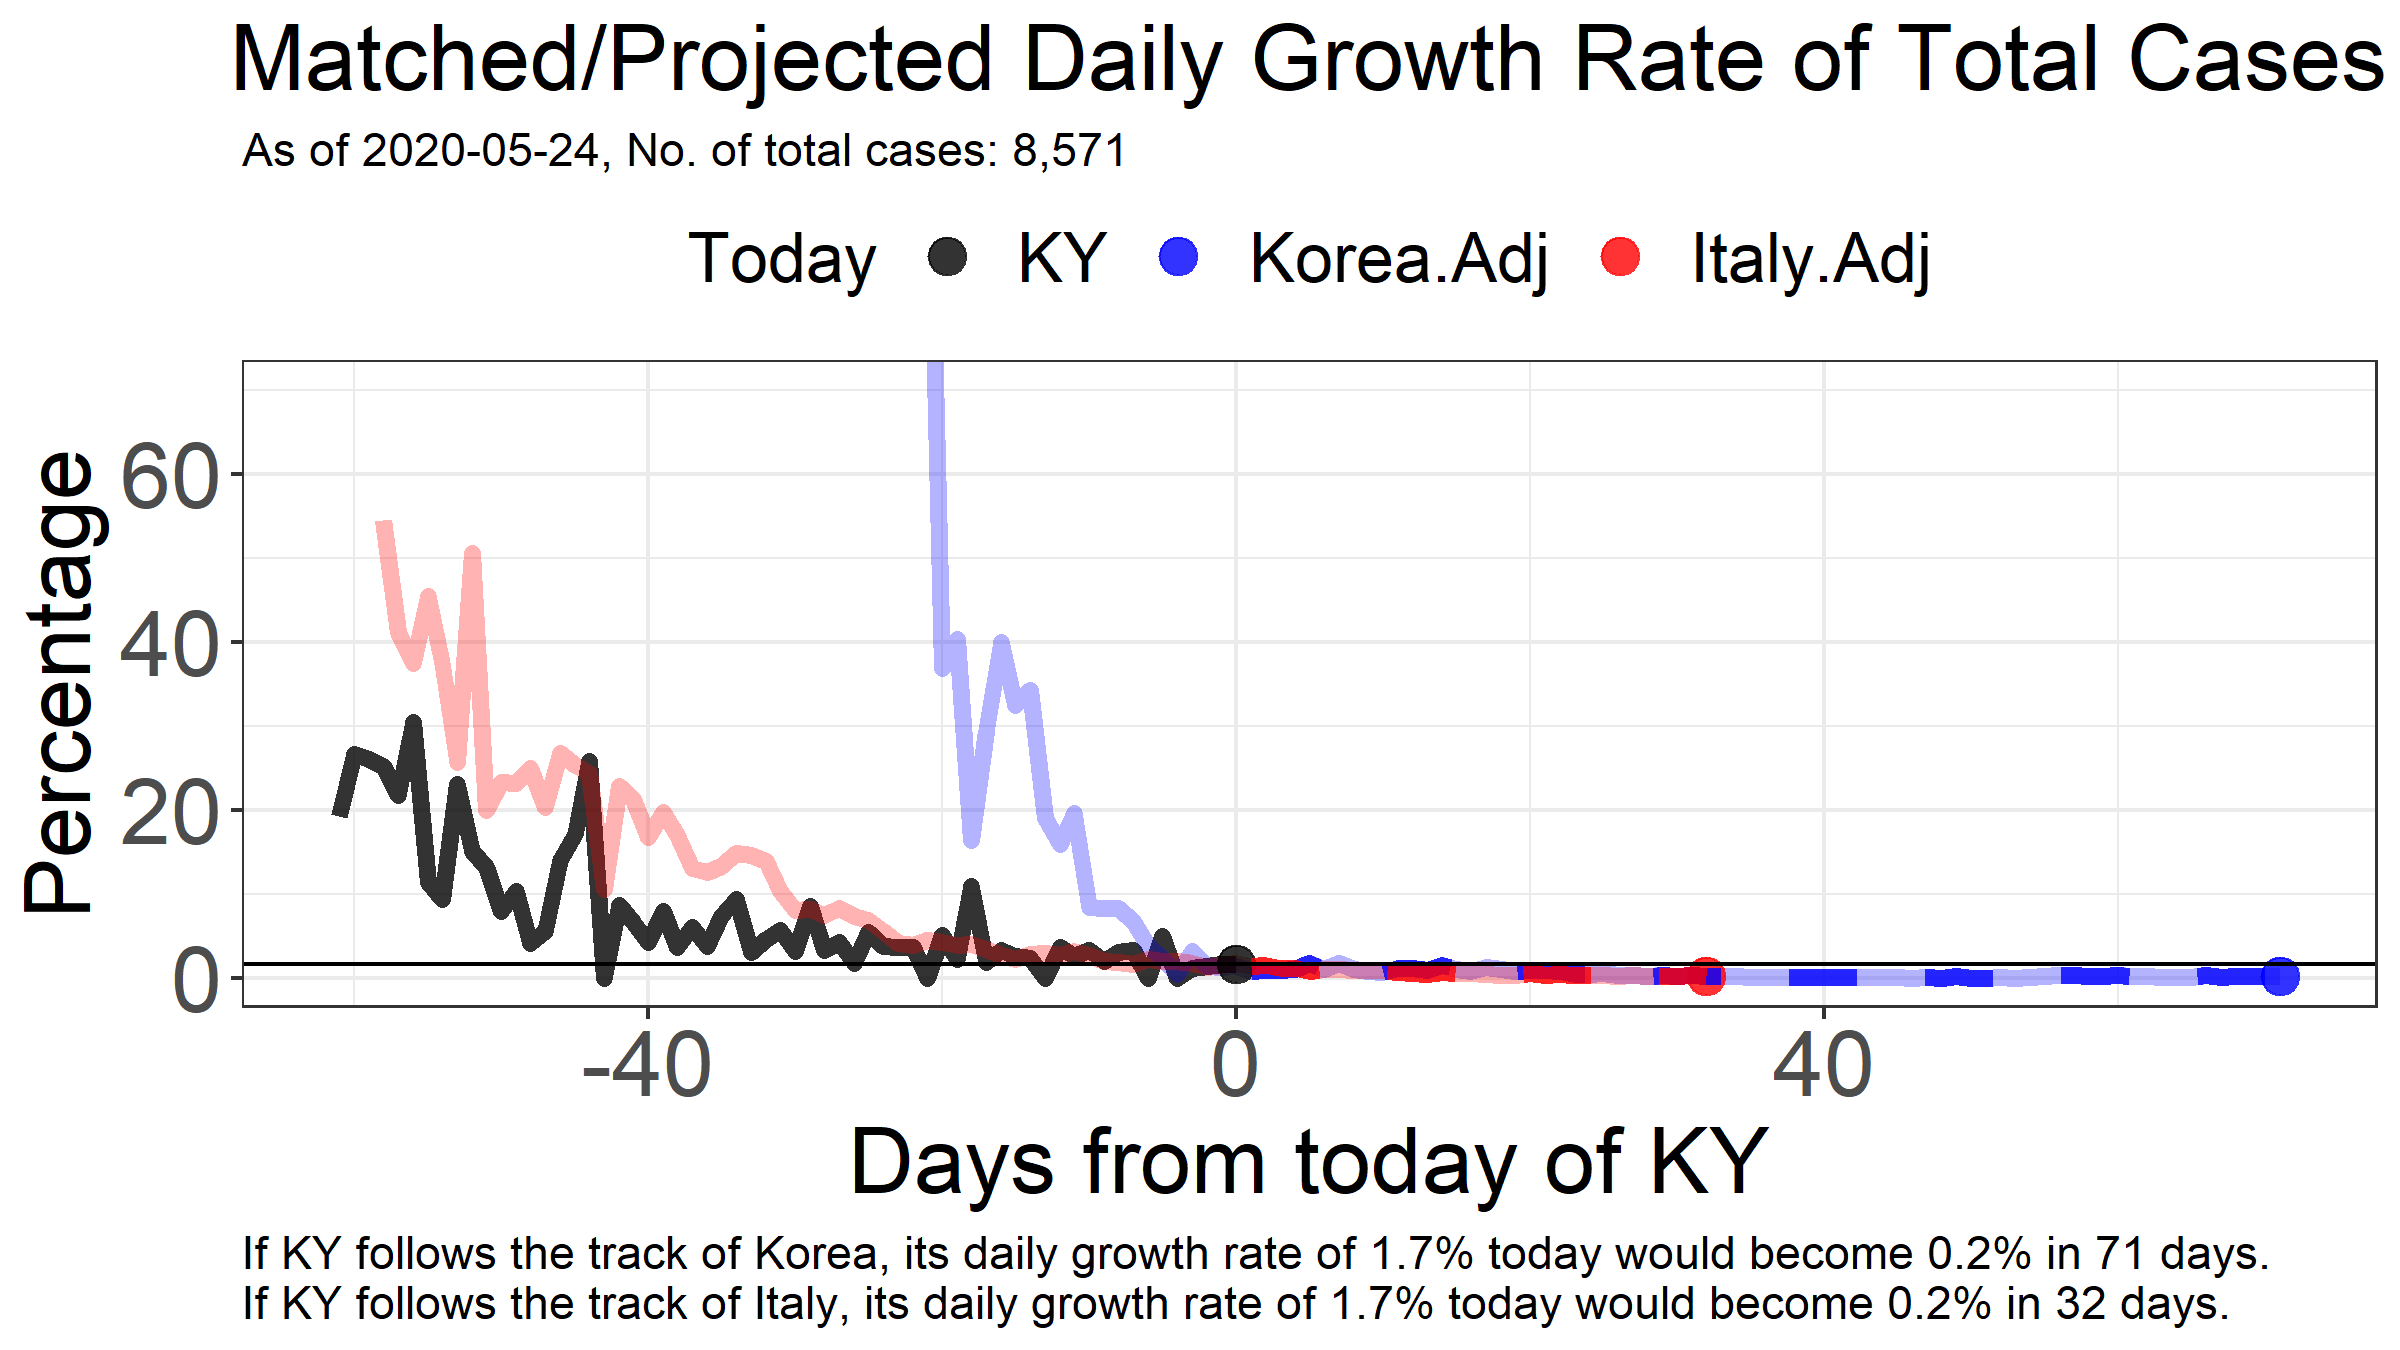 Matched/Projected Daily Growth Rate of Total Cases
As of 2020-05-24, No. of total cases: 8,571
Today KY Korea.Adj Italy.Adj
Percentage
60
40
20
0
-40 0 40
Days from today of KY
If KY follows the track of Korea, its daily growth rate of 1.7% today would become 0.2% in 71 days.
If KY follows the track of Italy, its daily growth rate of 1.7% today would become 0.2% in 32 days.